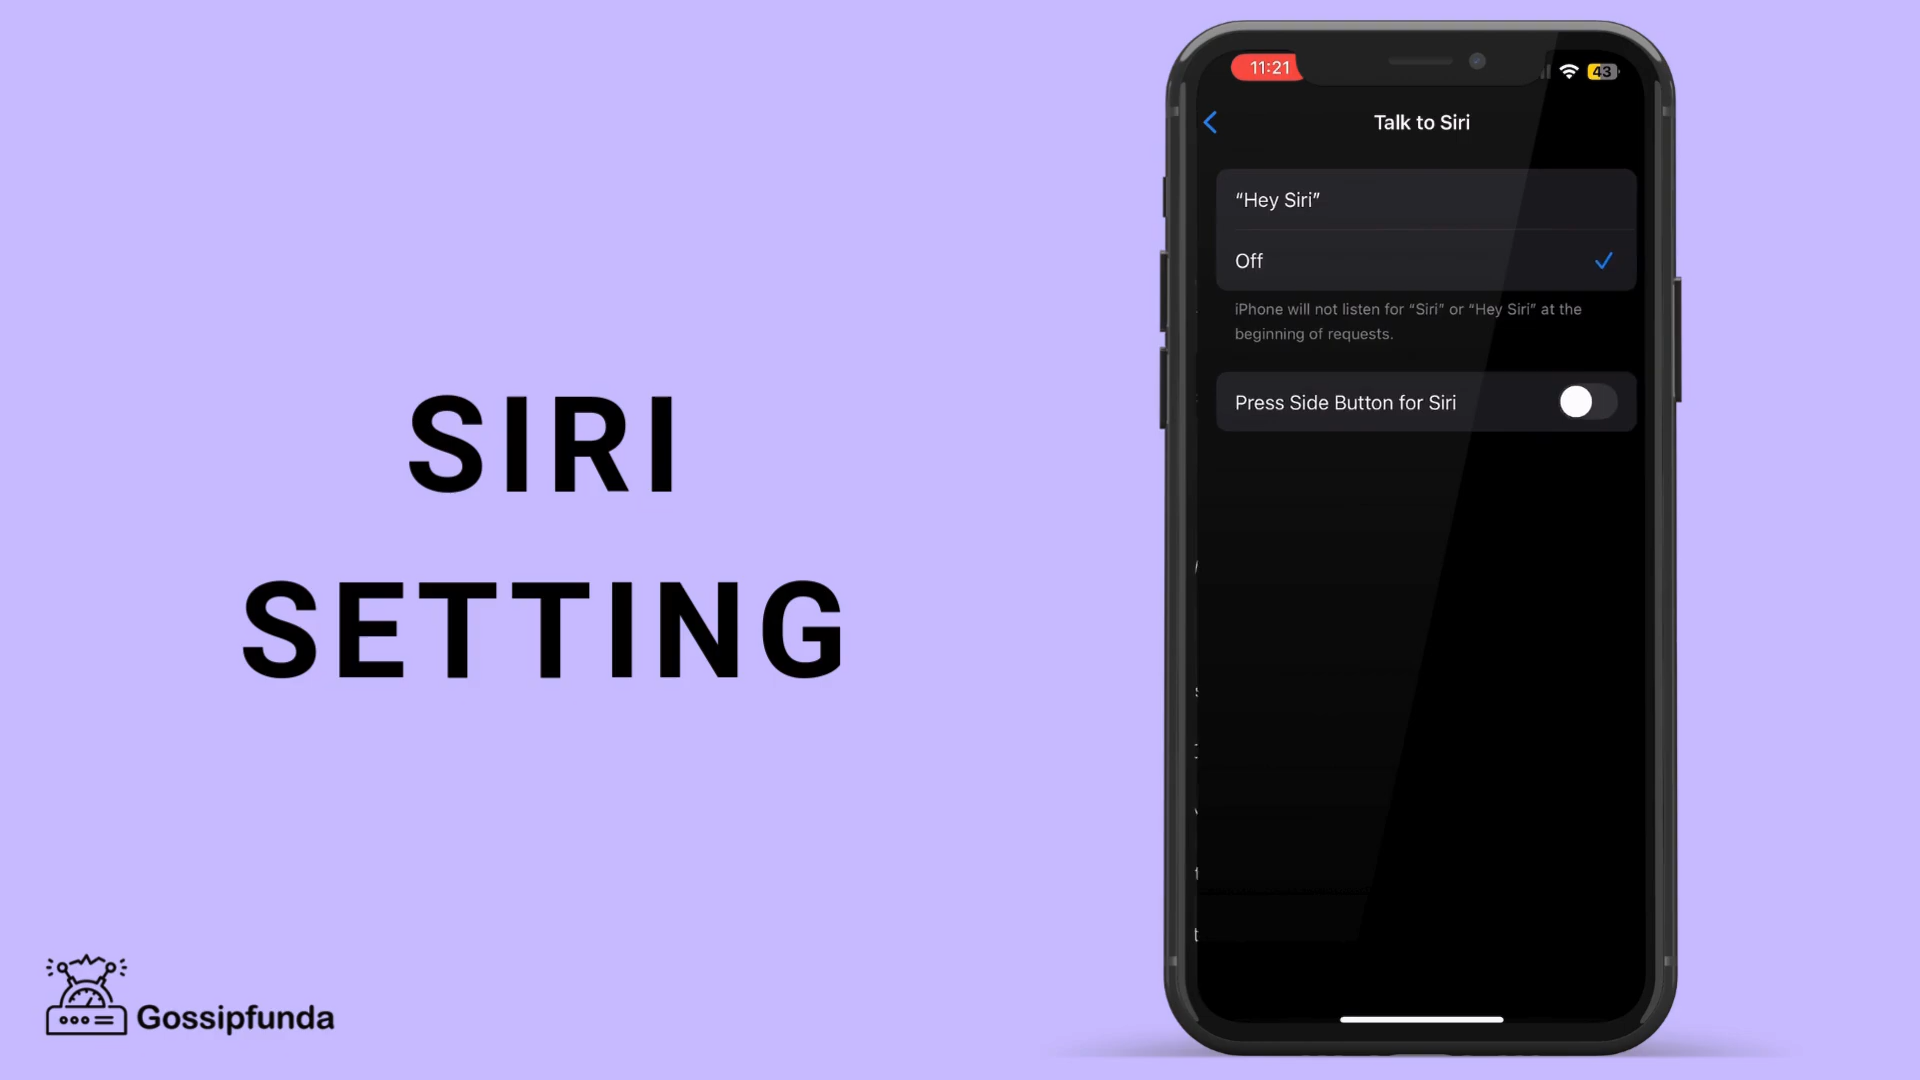 SIRI
SETTING
Gossipfunda
11:21
43
Talk to Siri
“Hey Siri”
Off
iPhone will not listen for “Siri” or “Hey Siri” at the
beginning of requests.
Press Side Button for Siri